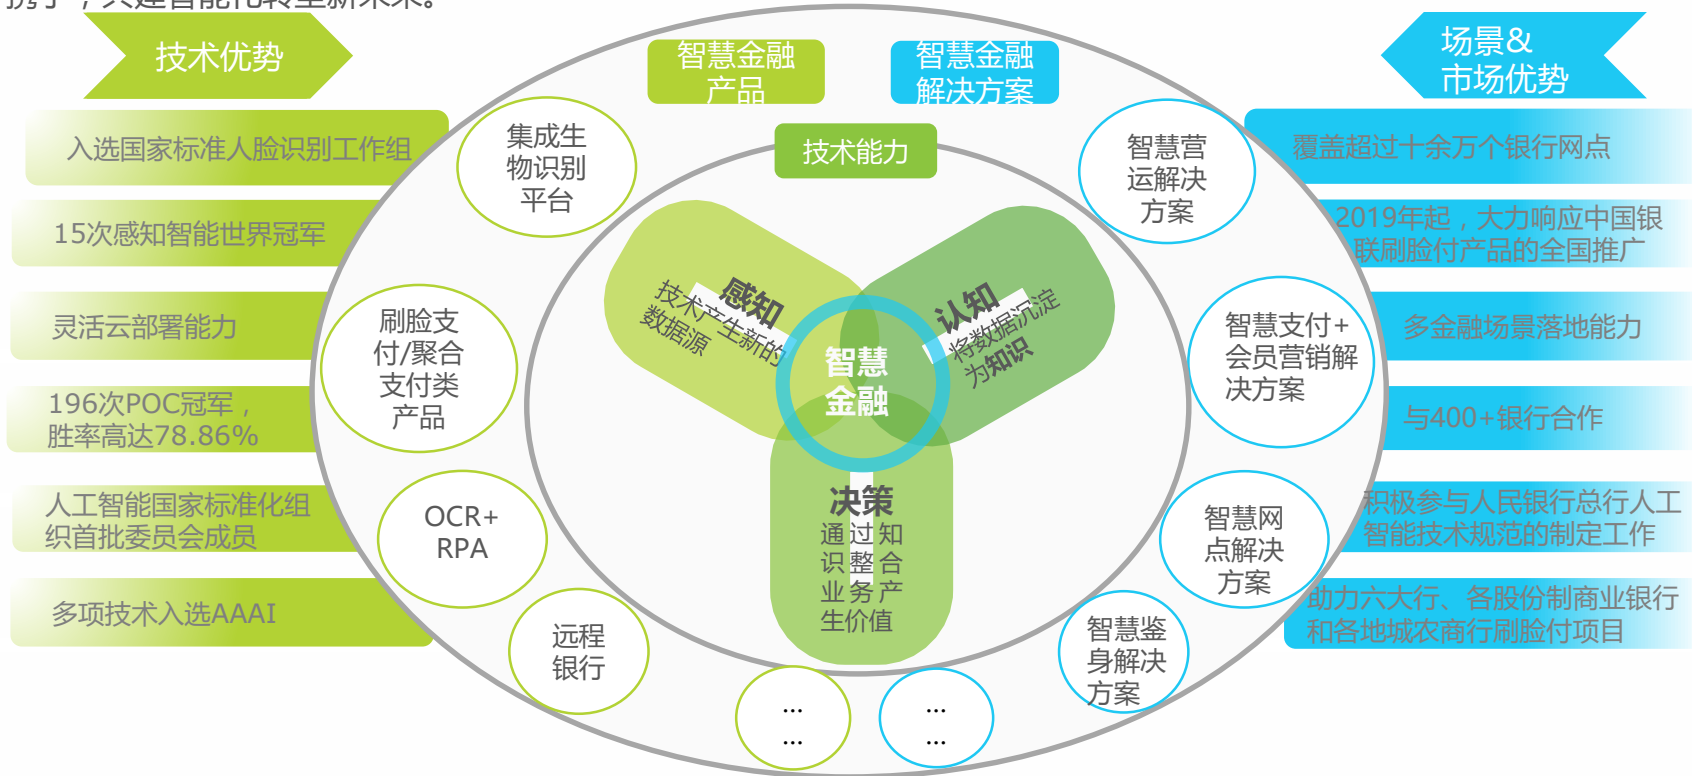 携手，共建智能化转型新未来。
技术优势
入选国家标准人脸识别工作组
15次感知智能世界冠军
灵活云部署能力
196次POC冠军，
胜率高达78.86%
人工智能国家标准化组
织首批委员会成员
多项技术入选AAAI
智慧金融
产品
智慧金融
解决方案
技术能力
集成生
物识别
平台
刷脸支
付/聚合
支付类
产品
OCR+
RPA
远程
银行
...
...
感知
技术产生新的
数据源
认知
将数据沉淀
为知识
智慧
金融
决策
通过知
识整合
业务产
生价值
智慧营
运解决
方案
智慧支付+
会员营销解
决方案
智慧网
点解决
方案
智慧鉴
身解决
方案
...
...
场景&
市场优势
覆盖超过十余万个银行网点
2019年起，大力响应中国银
联刷脸付产品的全国推广
多金融场景落地能力
与400+银行合作
积极参与人民银行总行人工
智能技术规范的制定工作
助力六大行、各股份制商业银行
和各地城农商行刷脸付项目